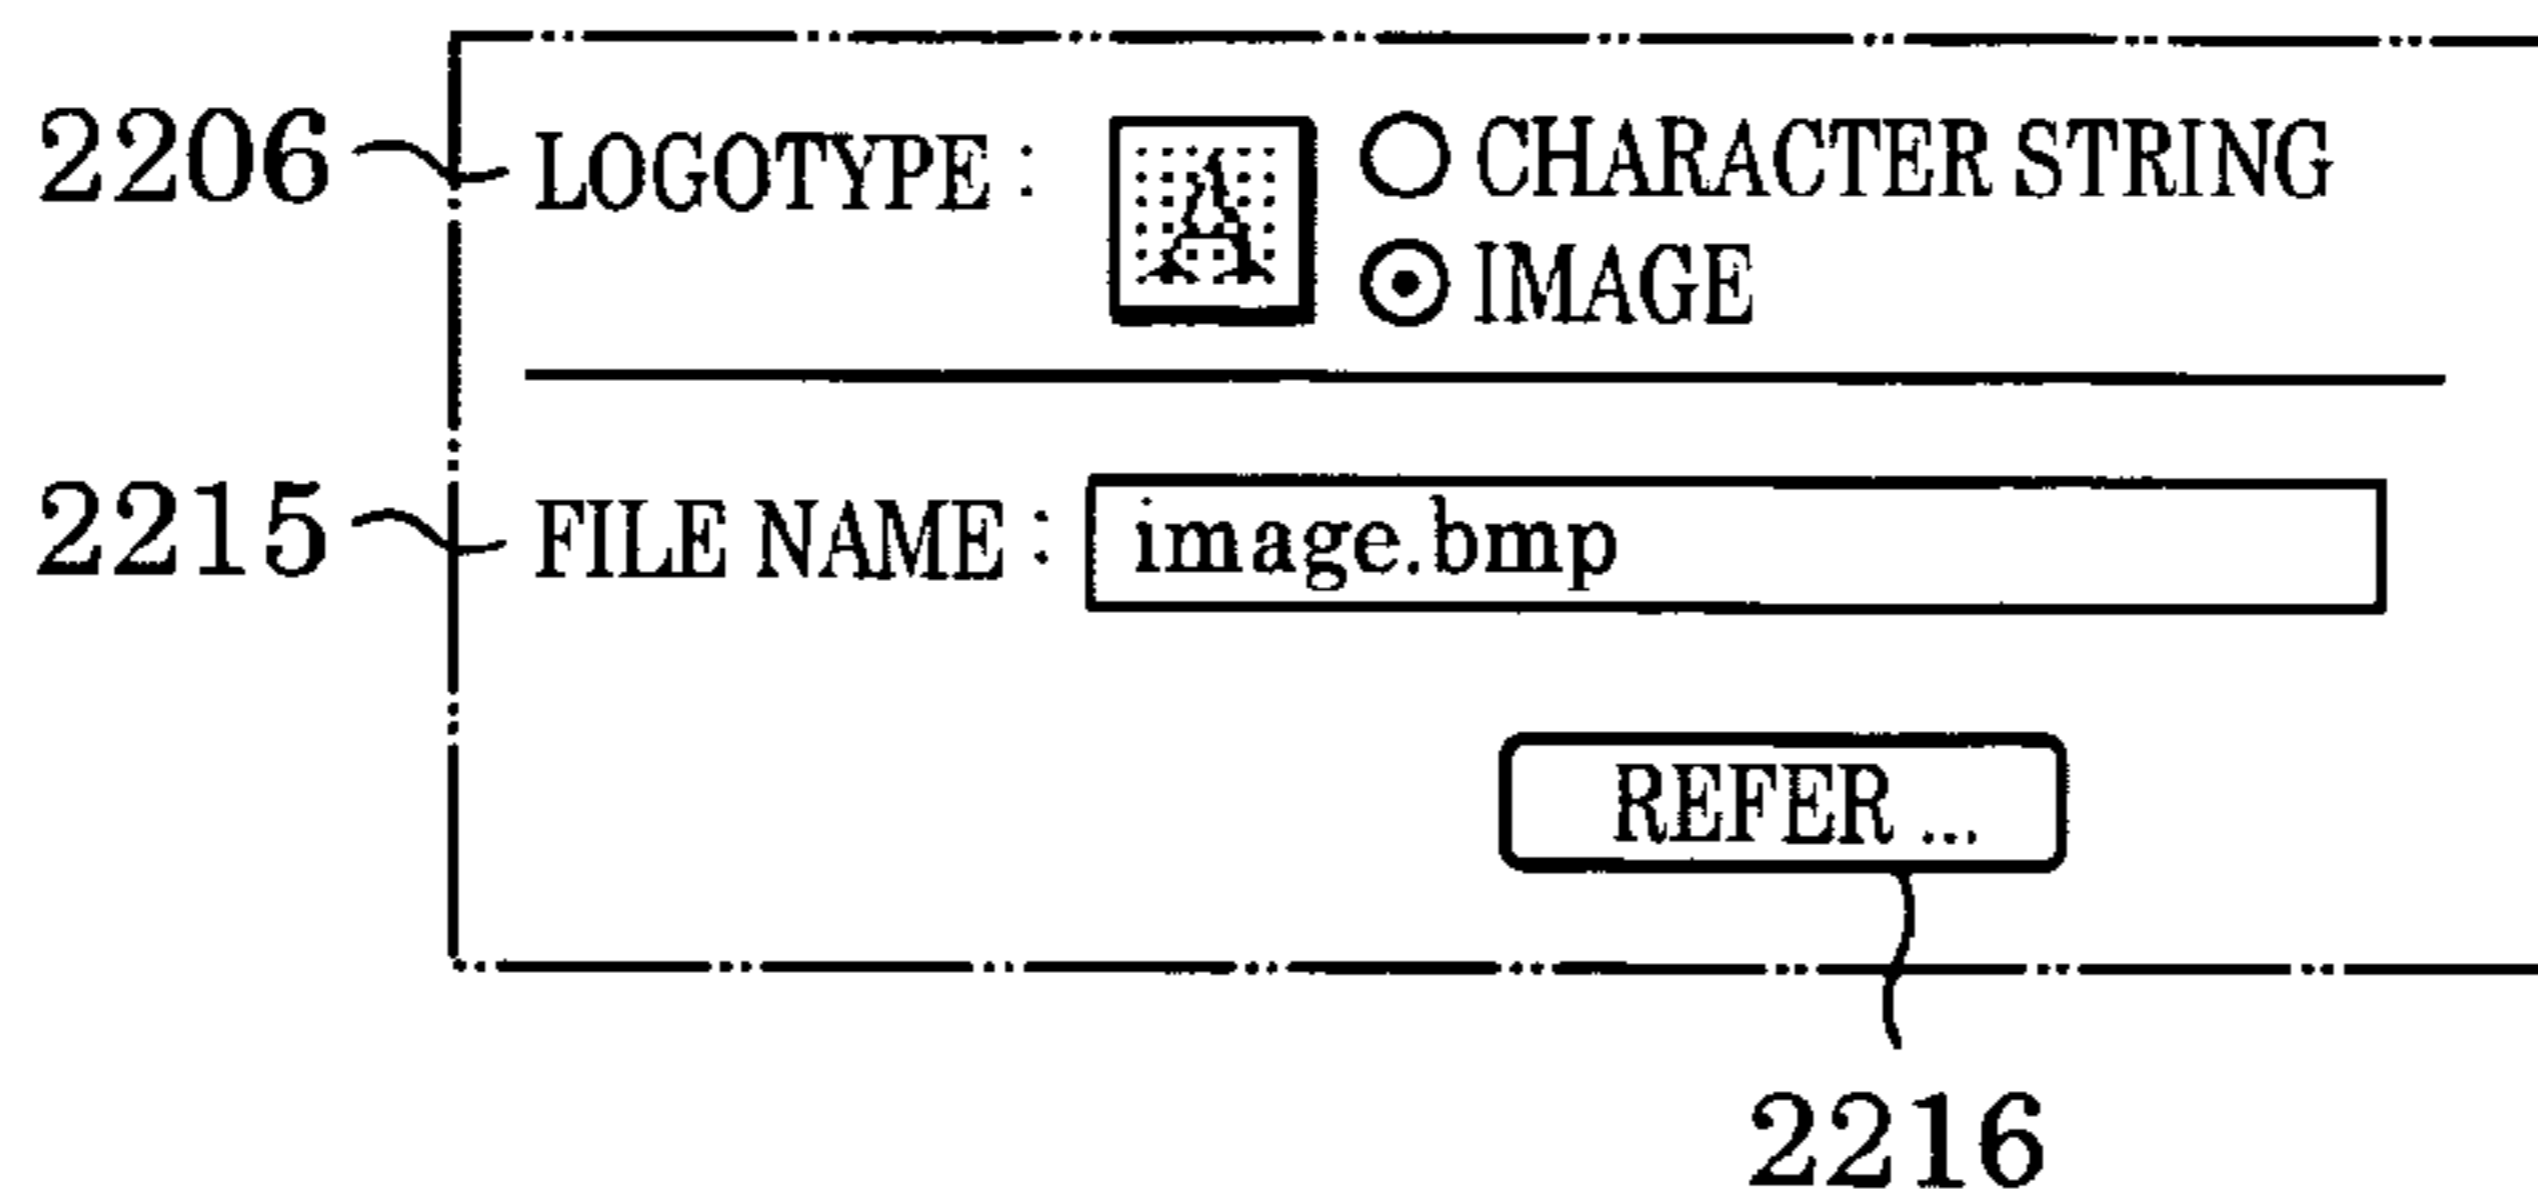 2206 LOGOTYPE : A CHARACTER STRING
IMAGE
2215 FILE NAME : image.bmp
REFER ...
2216